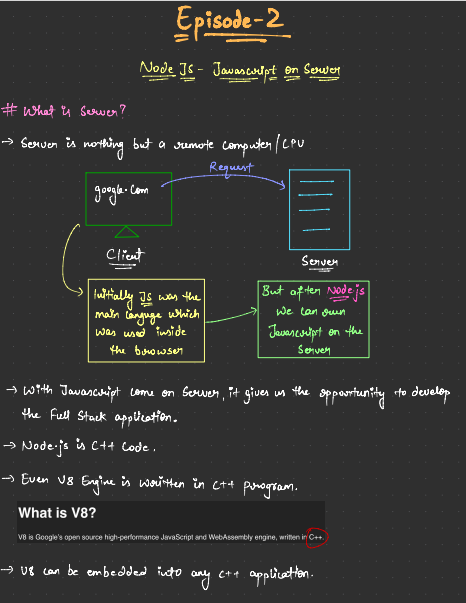 Episode-2
Node JS - Javascript on Server
# What is Server?
→ Server is nothing but a remote computer/CPU
Request
google.com
Client
Server
Initially JS was the
main languge which
was used inside
the browser
But after Node.js
we can run
Javascript on the
Server
→ With Javascript come on Server, it gives us the opportunity to develop
the Full Stack application.
→ Node.js is C++ Code.
→ Even V8 Engine is written in C++ program.
What is V8?
V8 is Google's open source high-performance JavaScript and WebAssembly engine, written in C++.
→ V8 can be embedded into any C++ application.